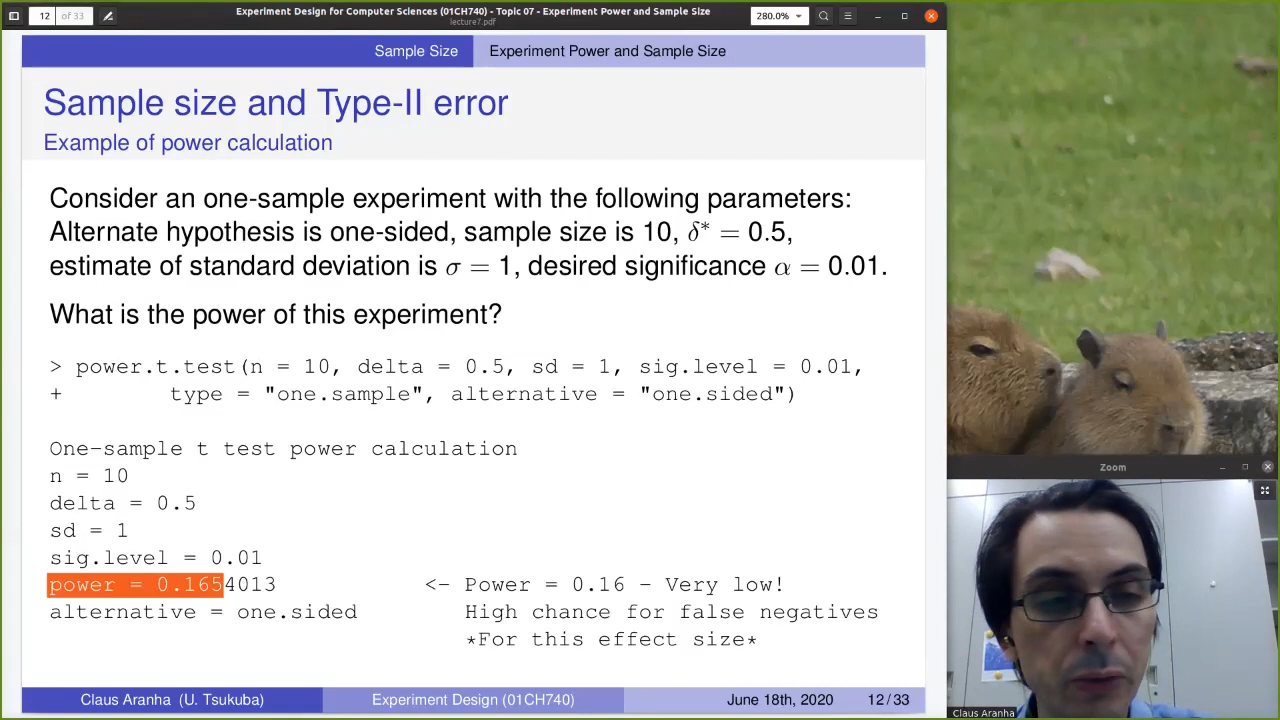 12 of 33
Experiment Design for Computer Sciences (01CH740) - Topic 07 - Experiment Power and Sample Size
lecture7.pdf
280.0%
Sample Size
Experiment Power and Sample Size
Sample size and Type-II error
Example of power calculation
Consider an one-sample experiment with the following parameters:
Alternate hypothesis is one-sided, sample size is 10, δ* = 0.5,
estimate of standard deviation is σ = 1, desired significance α = 0.01.
What is the power of this experiment?
> power.t.test(n = 10, delta = 0.5, sd = 1, sig.level = 0.01,
+ type = "one.sample", alternative = "one.sided")
One-sample t test power calculation
n = 10
delta = 0.5
sd = 1
sig.level = 0.01
power = 0.1654013 <- Power = 0.16 - Very low!
alternative = one.sided High chance for false negatives
*For this effect size*
Claus Aranha (U. Tsukuba)
Experiment Design (01CH740)
June 18th, 2020
12 / 33
Zoom
Claus Aranha